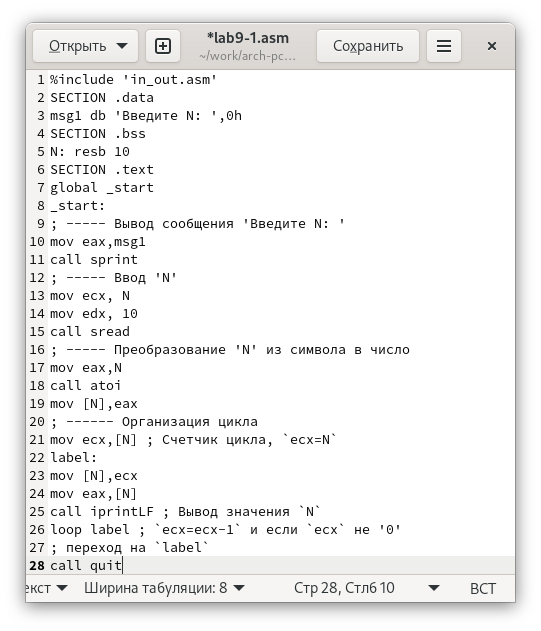 Открыть
*lab9-1.asm
~/work/arch-pc...
Сохранить
1 %include 'in_out.asm'
2 SECTION .data
3 msg1 db 'Введите N: ',0h
4 SECTION .bss
5 N: resb 10
6 SECTION .text
7 global _start
8 _start:
9 ; ----- Вывод сообщения 'Введите N: '
10 mov eax,msg1
11 call sprint
12 ; ----- Ввод 'N'
13 mov ecx, N
14 mov edx, 10
15 call sread
16 ; ----- Преобразование 'N' из символа в число
17 mov eax,N
18 call atoi
19 mov [N],eax
20 ; ------ Организация цикла
21 mov ecx,[N] ; Счетчик цикла, `ecx=N`
22 label:
23 mov [N],ecx
24 mov eax,[N]
25 call iprintLF ; Вывод значения `N`
26 loop label ; `ecx=ecx-1` и если `ecx` не '0'
27 ; переход на `label`
28 call quit
екст Ширина табуляции: 8 Стр 28, Стлб 10 ВСТ